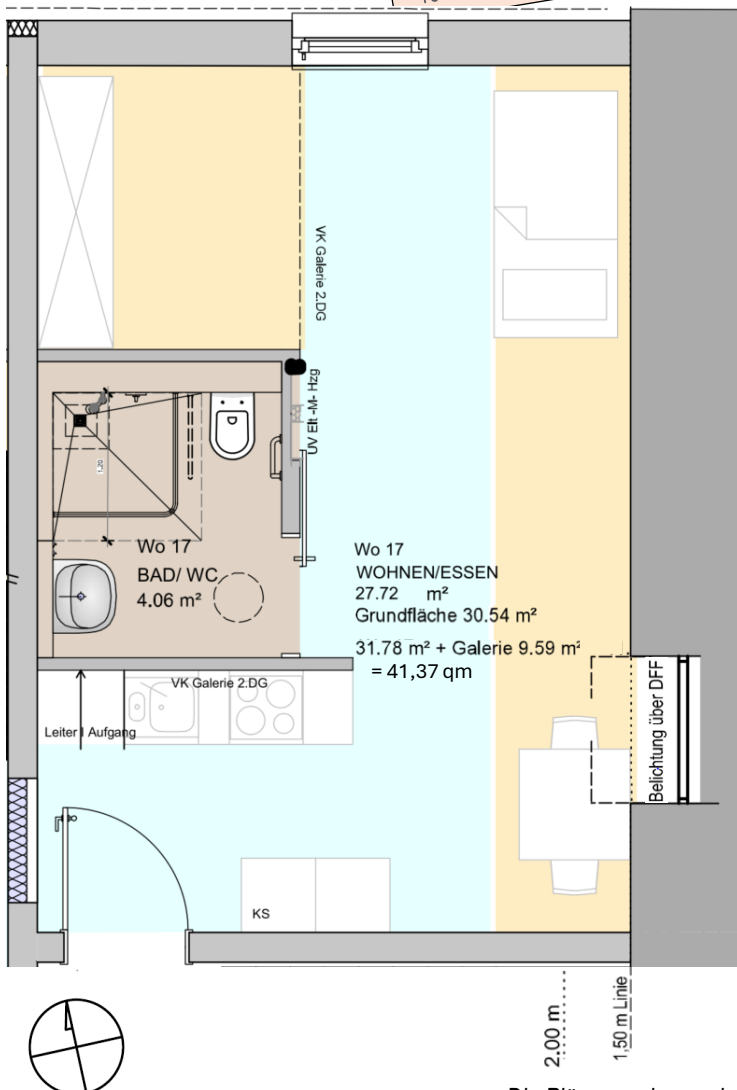 VK Galerie 2.DG
UV Elt -M- Hzg
1.20
Wo 17
BAD/ WC
4.06 m²
Wo 17
WOHNEN/ESSEN
27.72 m²
Grundfläche 30.54 m²
31.78 m² + Galerie 9.59 m²
= 41,37 qm
VK Galerie 2.DG
Leiter Aufgang
Belichtung über DFF
KS
2.00 m
1,50 m Linie